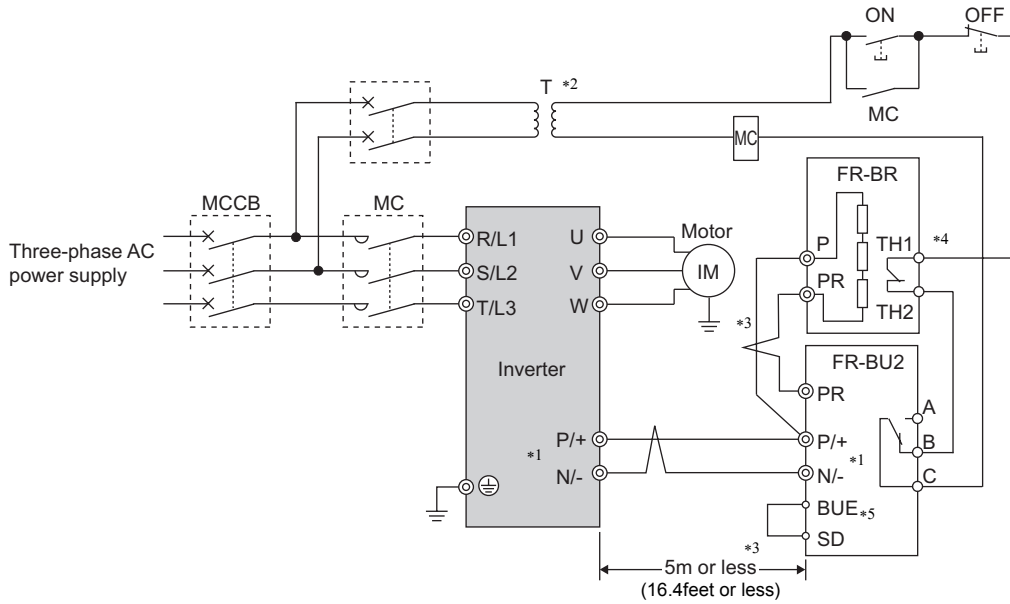 ON
OFF
T *2
MC
MC
FR-BR
MCCB
MC
Three-phase AC
power supply
R/L1
S/L2
T/L3
U
V
W
Motor
IM
P
PR
TH1
*4
TH2
*3
Inverter
FR-BU2
PR
A
B
C
P/+
N/-
*1
P/+
N/-
*1
BUE
*5
SD
*3
5m or less
(16.4feet or less)